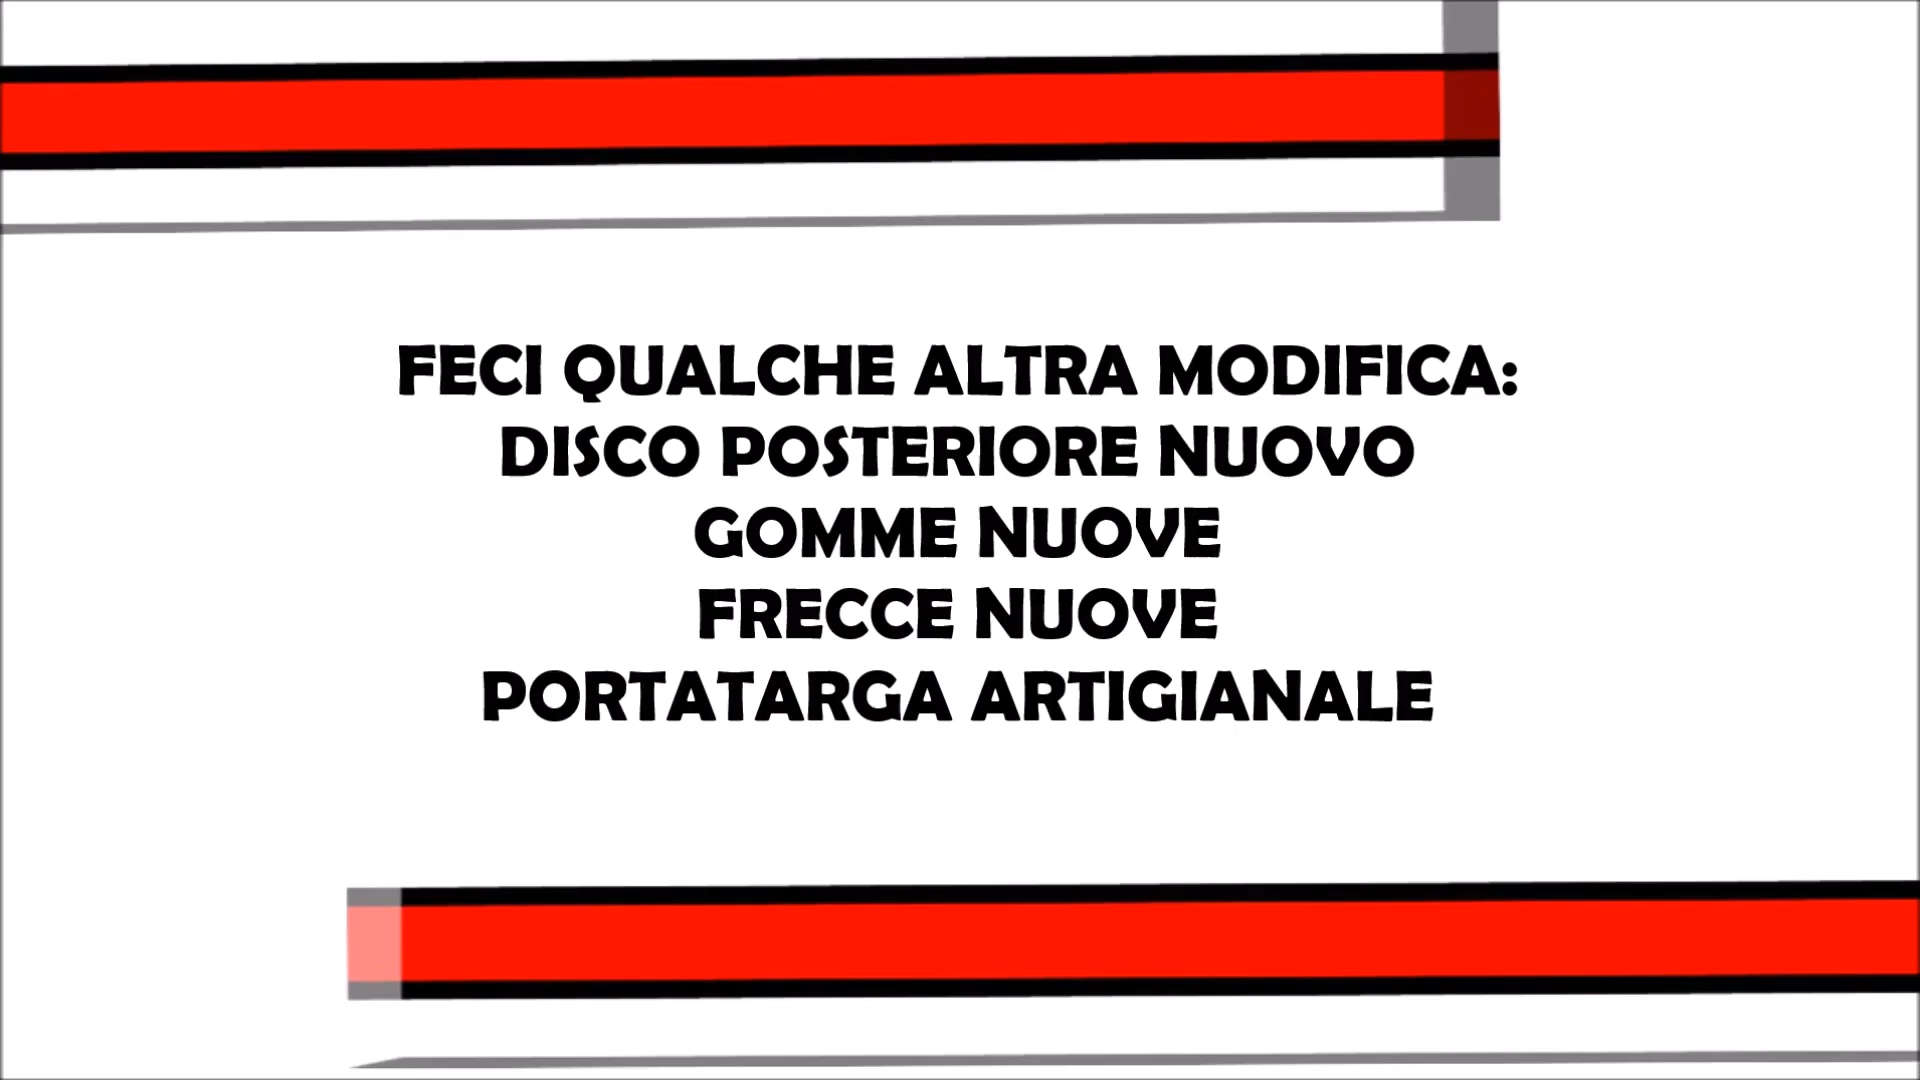 FECI QUALCHE ALTRA MODIFICA:
DISCO POSTERIORE NUOVO
GOMME NUOVE
FRECCE NUOVE
PORTATARGA ARTIGIANALE